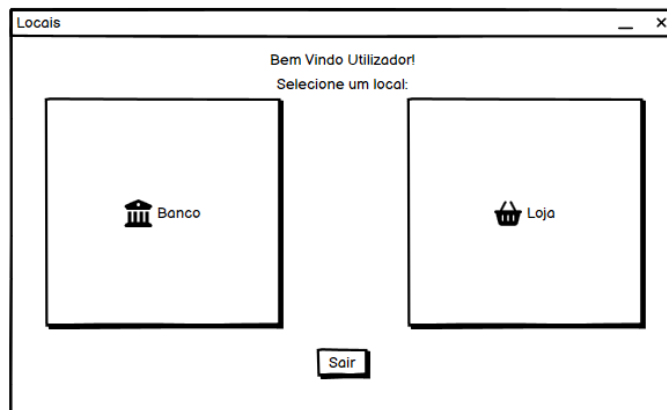 Locais
Bem Vindo Utilizador!
Selecione um local:
Banco
Loja
Sair